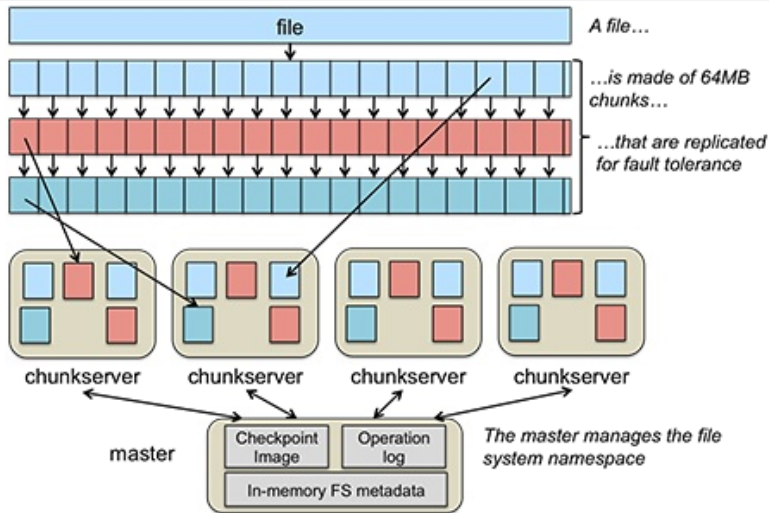 file
A file…
…is made of 64MB
chunks…
…that are replicated
for fault tolerance
chunkserver
chunkserver
chunkserver
chunkserver
master
Checkpoint
Image
Operation
log
In-memory FS metadata
The master manages the file
system namespace